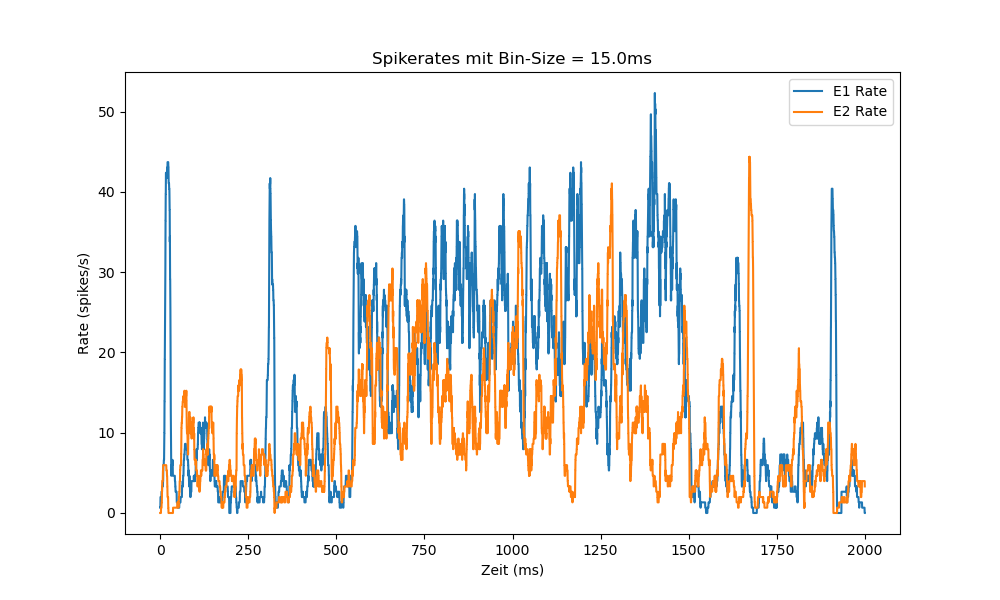 Spikerates mit Bin-Size = 15.0ms
E1 Rate
E2 Rate
50
40
30
20
10
0
Rate (spikes/s)
0 250 500 750 1000 1250 1500 1750 2000
Zeit (ms)